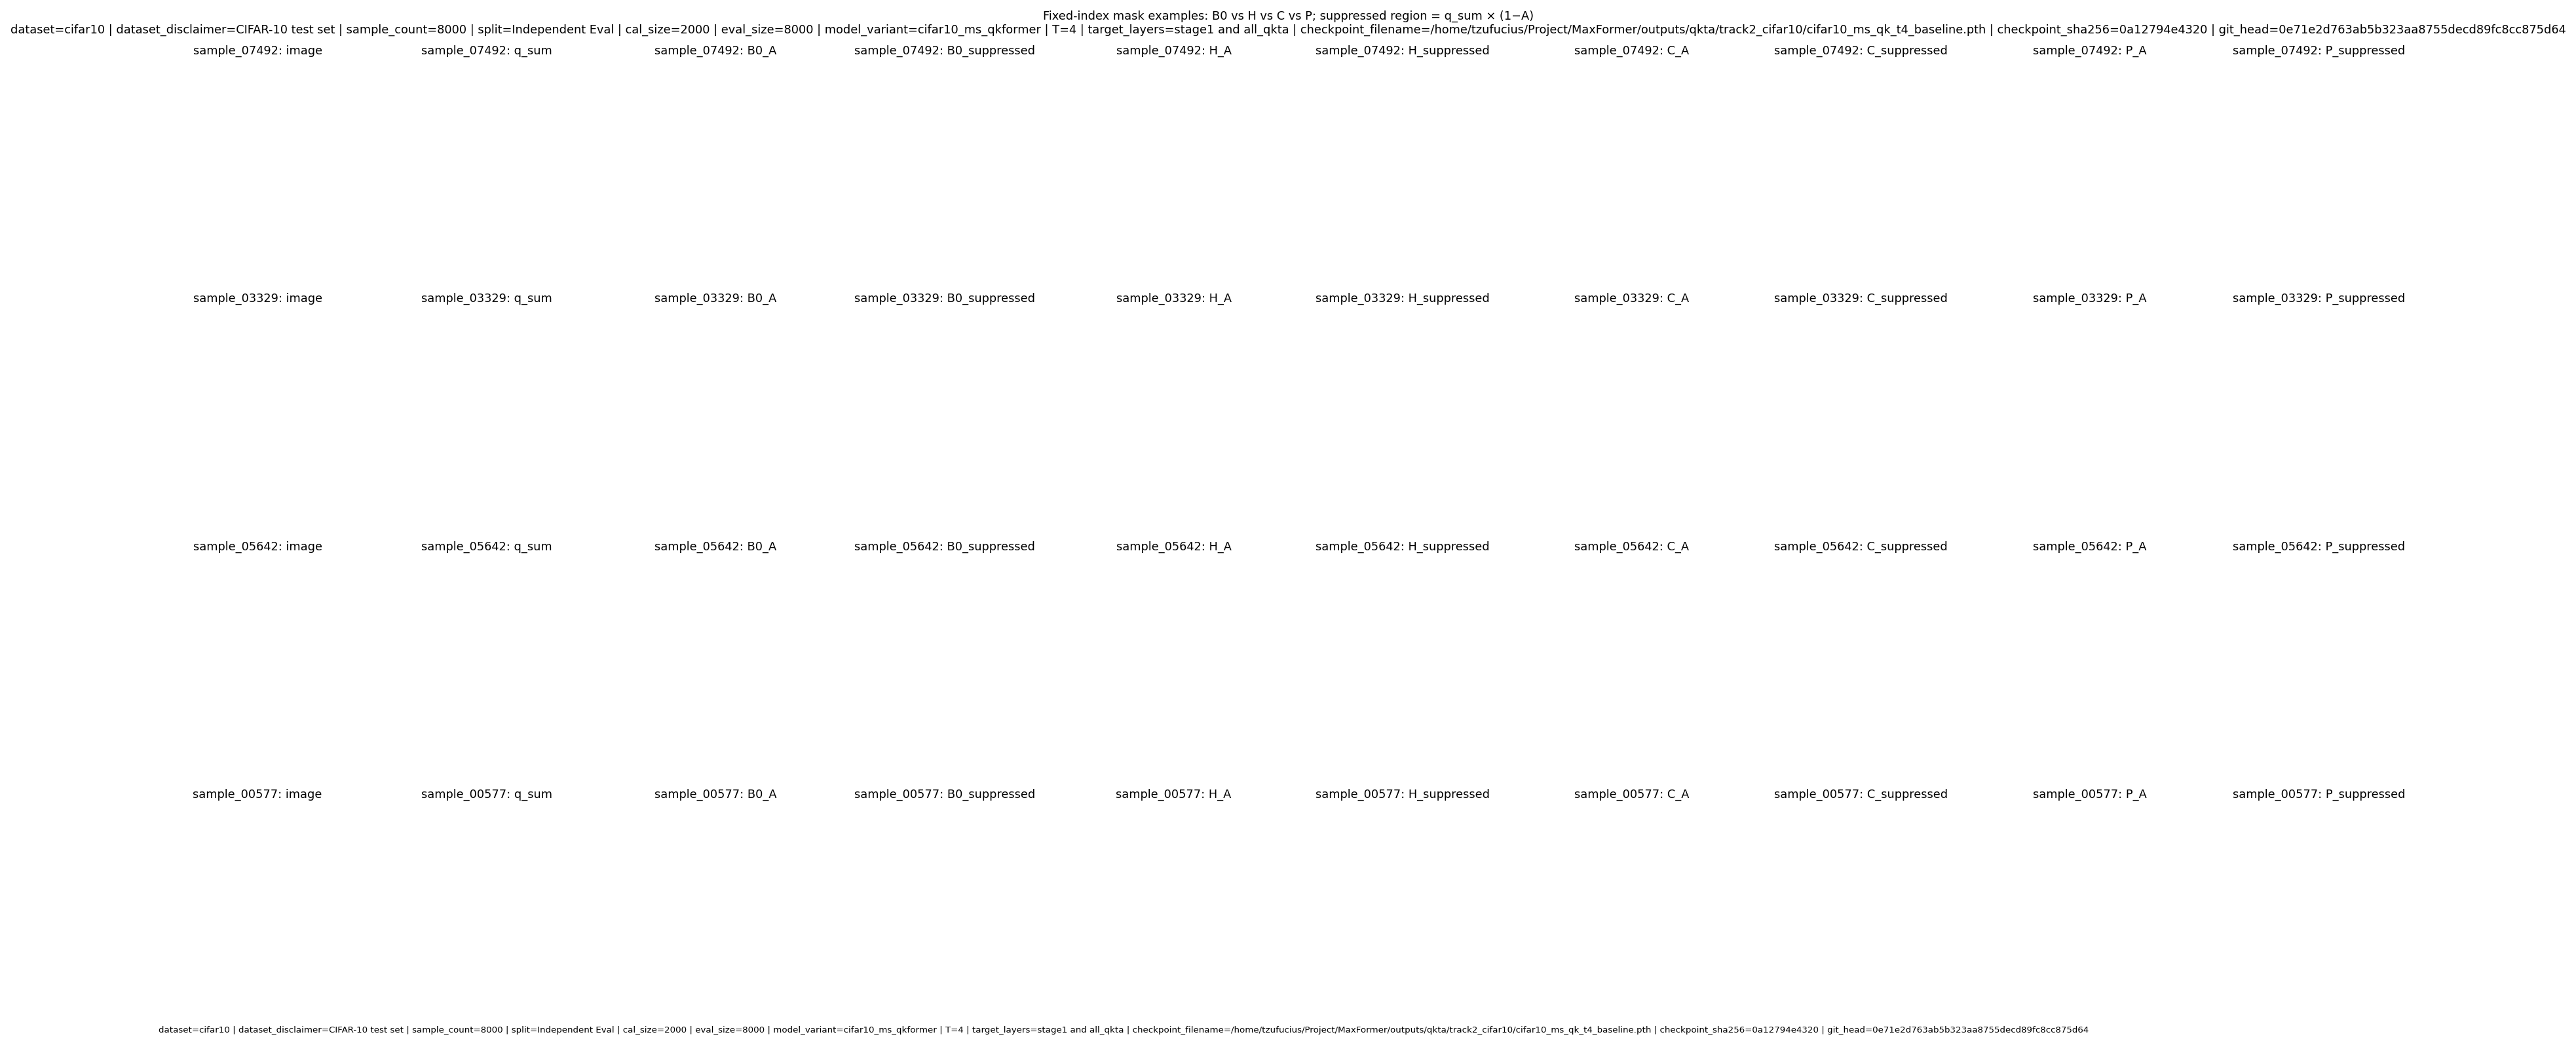 Fixed-index mask examples: B0 vs H vs C vs P; suppressed region = q_sum × (1−A)
dataset=cifar10 | dataset_disclaimer=CIFAR-10 test set | sample_count=8000 | split=Independent Eval | cal_size=2000 | eval_size=8000 | model_variant=cifar10_ms_qkformer | T=4 | target_layers=stage1 and all_qkta | checkpoint_filename=/home/tzufucius/Project/MaxFormer/outputs/qkta/track2_cifar10/cifar10_ms_qk_t4_baseline.pth | checkpoint_sha256=0a12794e4320 | git_head=0e71e2d763ab5b323aa8755decd89fc8cc875d64
sample_07492: image sample_07492: q_sum sample_07492: B0_A sample_07492: B0_suppressed sample_07492: H_A sample_07492: H_suppressed sample_07492: C_A sample_07492: C_suppressed sample_07492: P_A sample_07492: P_suppressed
sample_03329: image sample_03329: q_sum sample_03329: B0_A sample_03329: B0_suppressed sample_03329: H_A sample_03329: H_suppressed sample_03329: C_A sample_03329: C_suppressed sample_03329: P_A sample_03329: P_suppressed
sample_05642: image sample_05642: q_sum sample_05642: B0_A sample_05642: B0_suppressed sample_05642: H_A sample_05642: H_suppressed sample_05642: C_A sample_05642: C_suppressed sample_05642: P_A sample_05642: P_suppressed
sample_00577: image sample_00577: q_sum sample_00577: B0_A sample_00577: B0_suppressed sample_00577: H_A sample_00577: H_suppressed sample_00577: C_A sample_00577: C_suppressed sample_00577: P_A sample_00577: P_suppressed
dataset=cifar10 | dataset_disclaimer=CIFAR-10 test set | sample_count=8000 | split=Independent Eval | cal_size=2000 | eval_size=8000 | model_variant=cifar10_ms_qkformer | T=4 | target_layers=stage1 and all_qkta | checkpoint_filename=/home/tzufucius/Project/MaxFormer/outputs/qkta/track2_cifar10/cifar10_ms_qk_t4_baseline.pth | checkpoint_sha256=0a12794e4320 | git_head=0e71e2d763ab5b323aa8755decd89fc8cc875d64